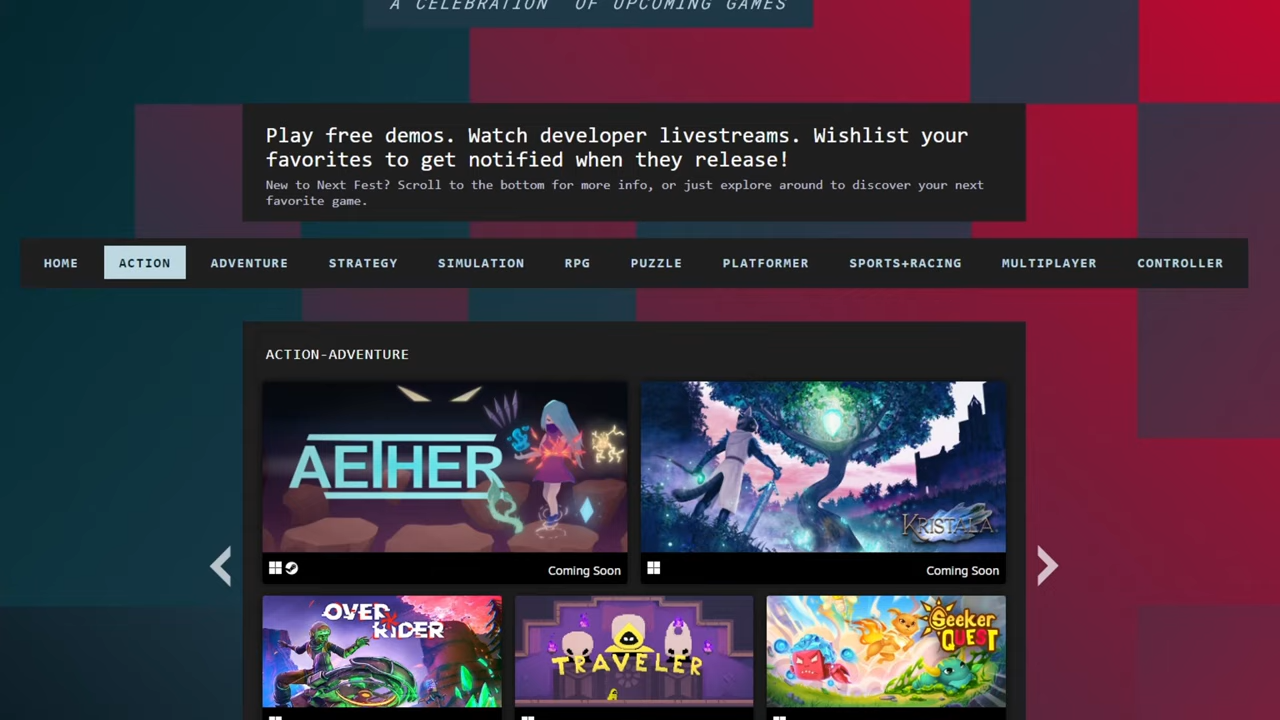 A CELEBRATION OF UPCOMING GAMES
Play free demos. Watch developer livestreams. Wishlist your
favorites to get notified when they release!
New to Next Fest? Scroll to the bottom for more info, or just explore around to discover your next
favorite game.
HOME ACTION ADVENTURE STRATEGY SIMULATION RPG PUZZLE PLATFORMER SPORTS+RACING MULTIPLAYER CONTROLLER
ACTION-ADVENTURE
AETHER
KRISTALA
Coming Soon
Coming Soon
OVER
RIDER
TRAVELER
Seeker
QUEST